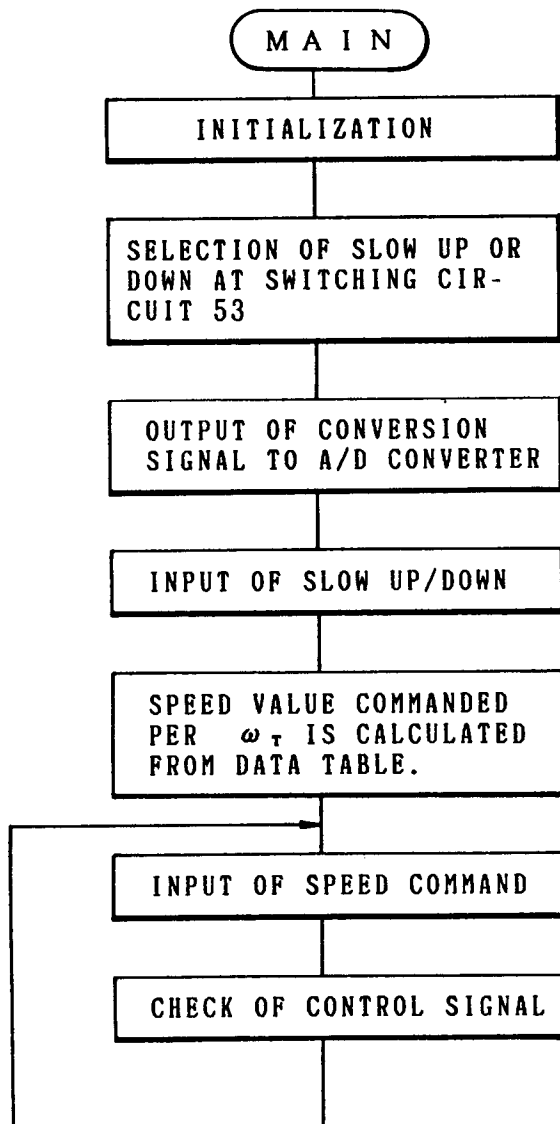 MAIN
INITIALIZATION
SELECTION OF SLOW UP OR
DOWN AT SWITCHING CIR-
CUIT 53
OUTPUT OF CONVERSION
SIGNAL TO A/D CONVERTER
INPUT OF SLOW UP/DOWN
SPEED VALUE COMMANDED
PER ω_T IS CALCULATED
FROM DATA TABLE.
INPUT OF SPEED COMMAND
CHECK OF CONTROL SIGNAL